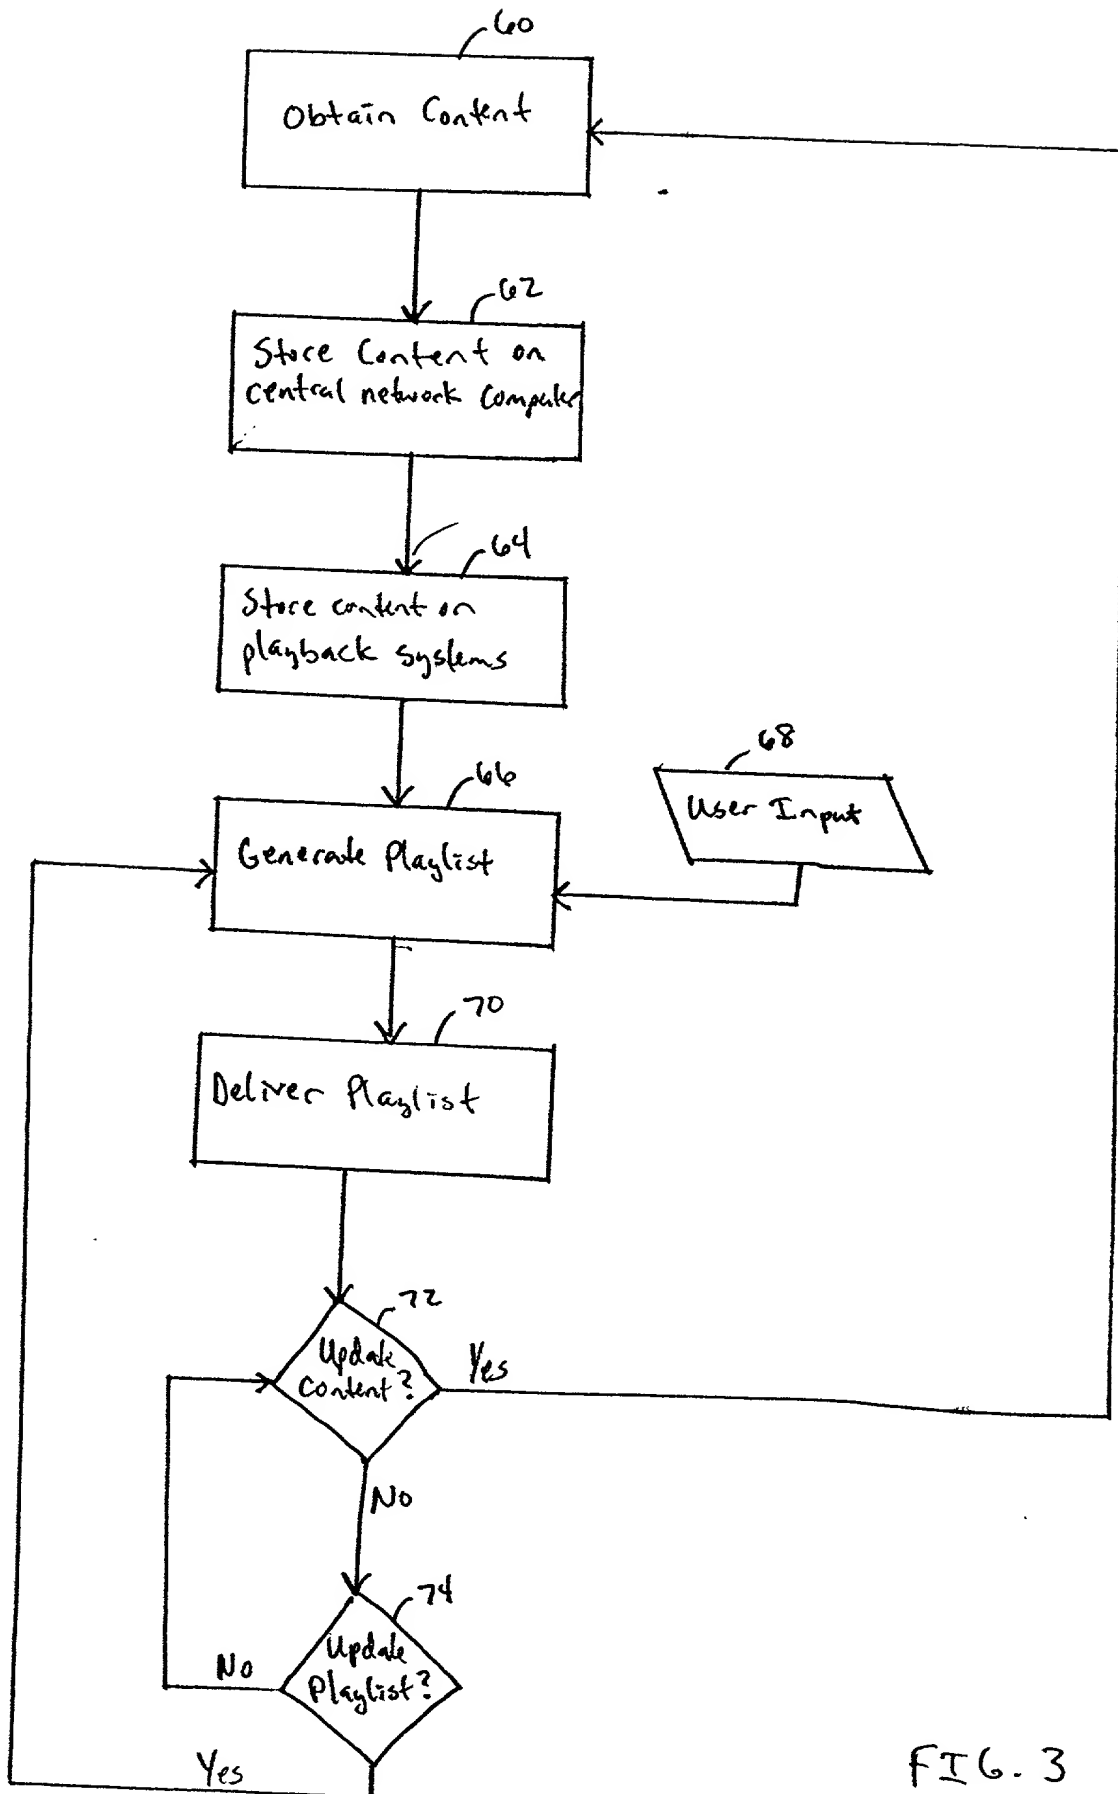 60
Obtain Content
62
Store Content on
central network computer
64
Store content on
playback systems
66
68
User Input
Generate Playlist
70
Deliver Playlist
72
Update
Content?
Yes
No
74
Update
Playlist?
No
Yes
FIG. 3